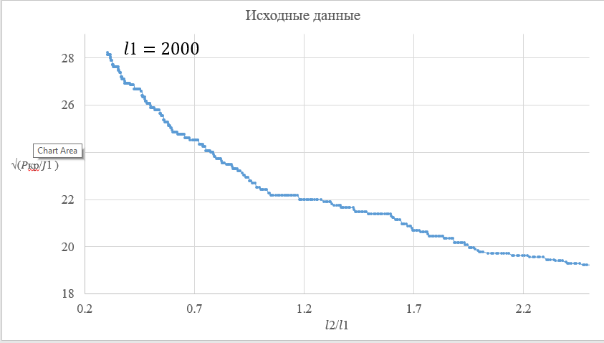 Исходные данные
l1 = 2000
28
26
Chart Area
√(Pкр/J1 )
22
20
18
0.2 0.7 1.2 1.7 2.2
l2/l1